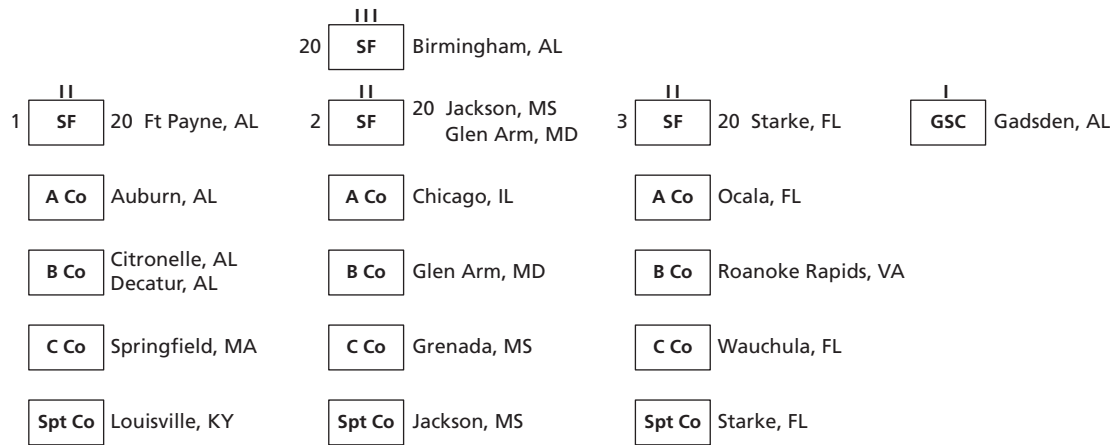 III
20 SF Birmingham, AL
II II II I
1 SF 20 Ft Payne, AL 2 SF 20 Jackson, MS Glen Arm, MD 3 SF 20 Starke, FL GSC Gadsden, AL
A Co Auburn, AL A Co Chicago, IL A Co Ocala, FL
B Co Citronelle, AL Decatur, AL B Co Glen Arm, MD B Co Roanoke Rapids, VA
C Co Springfield, MA C Co Grenada, MS C Co Wauchula, FL
Spt Co Louisville, KY Spt Co Jackson, MS Spt Co Starke, FL